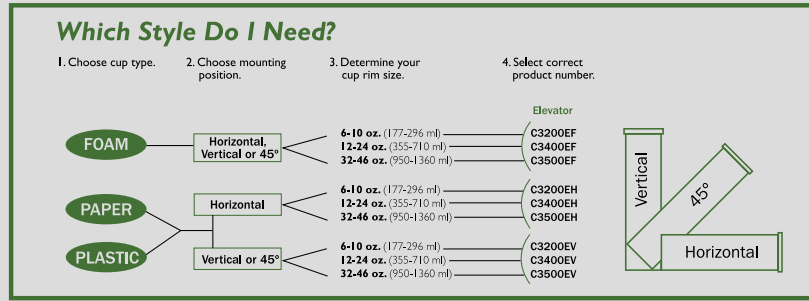 Which Style Do I Need?
1. Choose cup type. 2. Choose mounting position. 3. Determine your cup rim size. 4. Select correct product number.
Elevator
FOAM
Horizontal,
Vertical or 45º
6-10 oz. (177-296 ml) C3200EF
12-24 oz. (355-710 ml) C3400EF
32-46 oz. (950-1360 ml) C3500EF
PAPER
PLASTIC
Horizontal
6-10 oz. (177-296 ml) C3200EH
12-24 oz. (355-710 ml) C3400EH
32-46 oz. (950-1360 ml) C3500EH
Vertical or 45º
6-10 oz. (177-296 ml) C3200EV
12-24 oz. (355-710 ml) C3400EV
32-46 oz. (950-1360 ml) C3500EV
Vertical
45º
Horizontal